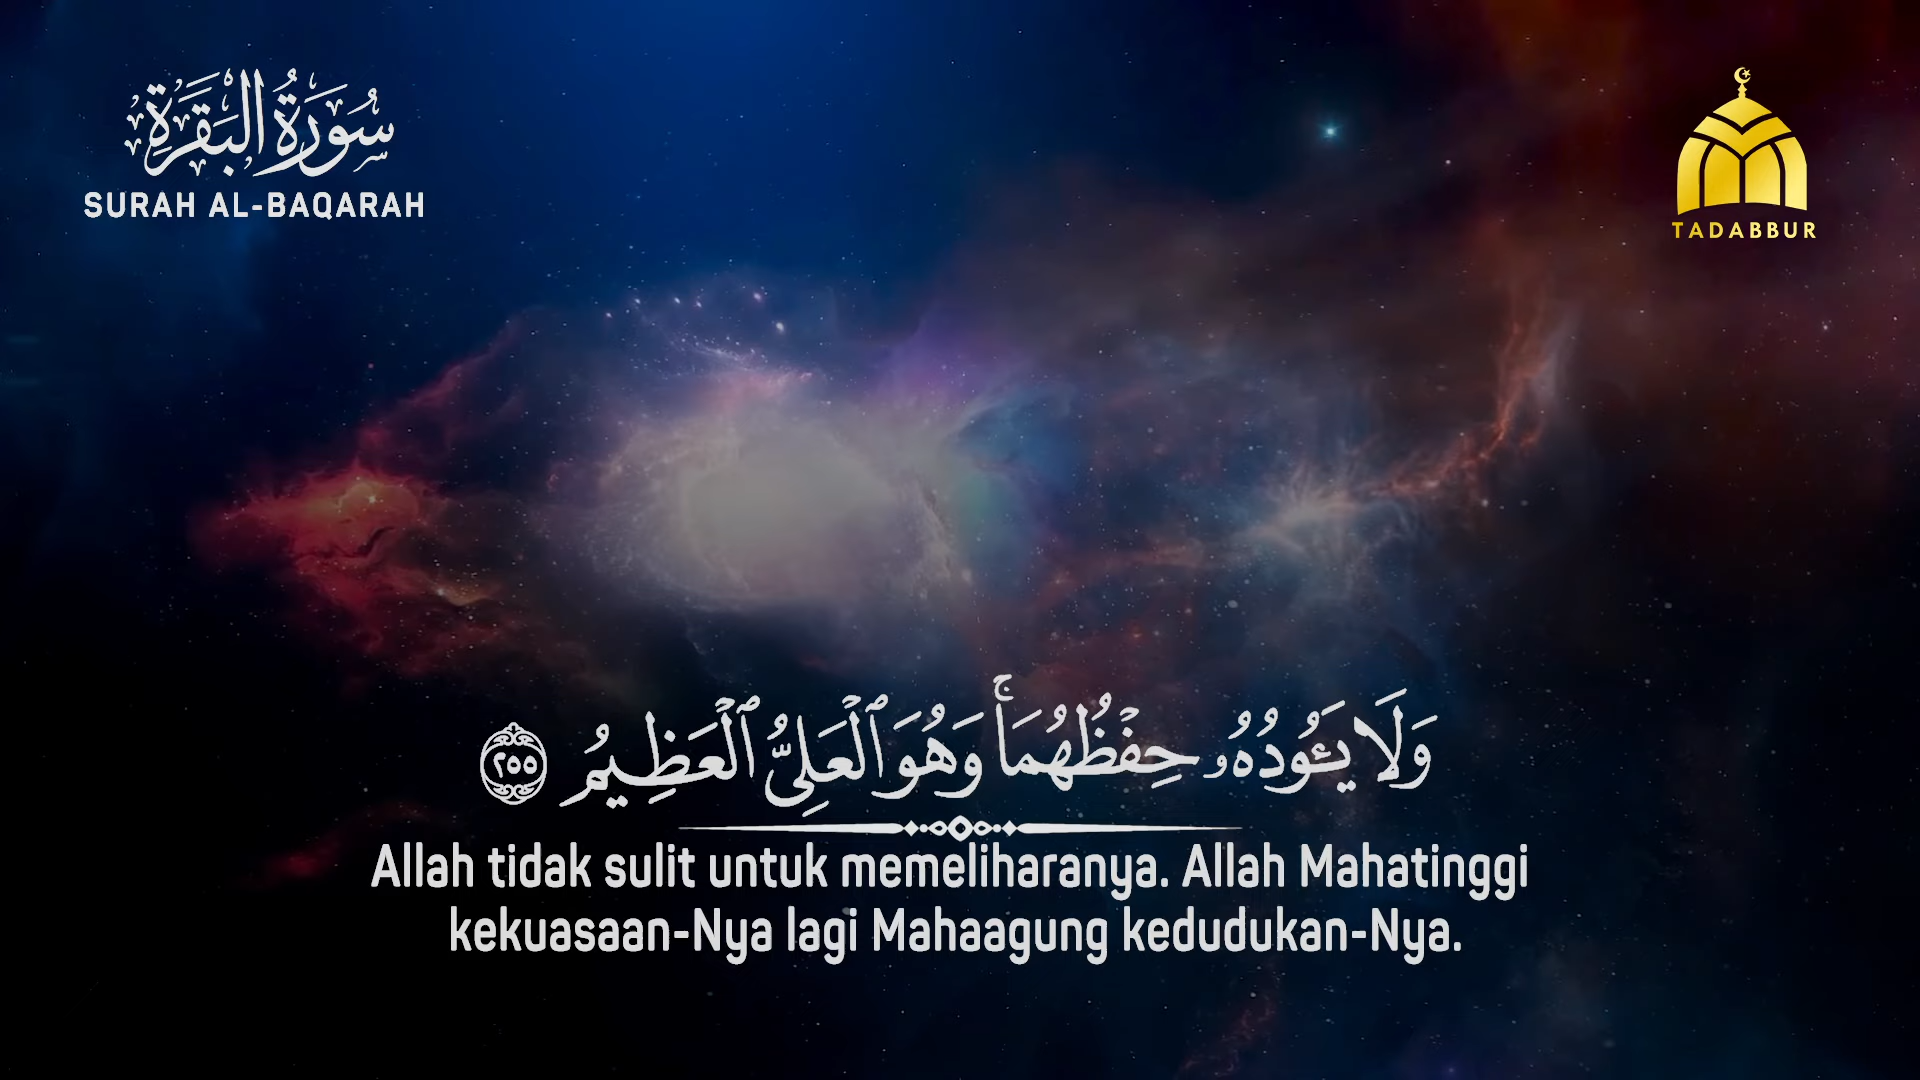 سُورَةُ الْبَقَرَةِ
SURAH AL-BAQARAH
TADABBUR
وَلَا يَـُٔودُهُۥ حِفْظُهُمَا ۚ وَهُوَ ٱلْعَلِىُّ ٱلْعَظِيمُ ٢٥٥
Allah tidak sulit untuk memeliharanya. Allah Mahatinggi
kekuasaan-Nya lagi Mahaagung kedudukan-Nya.